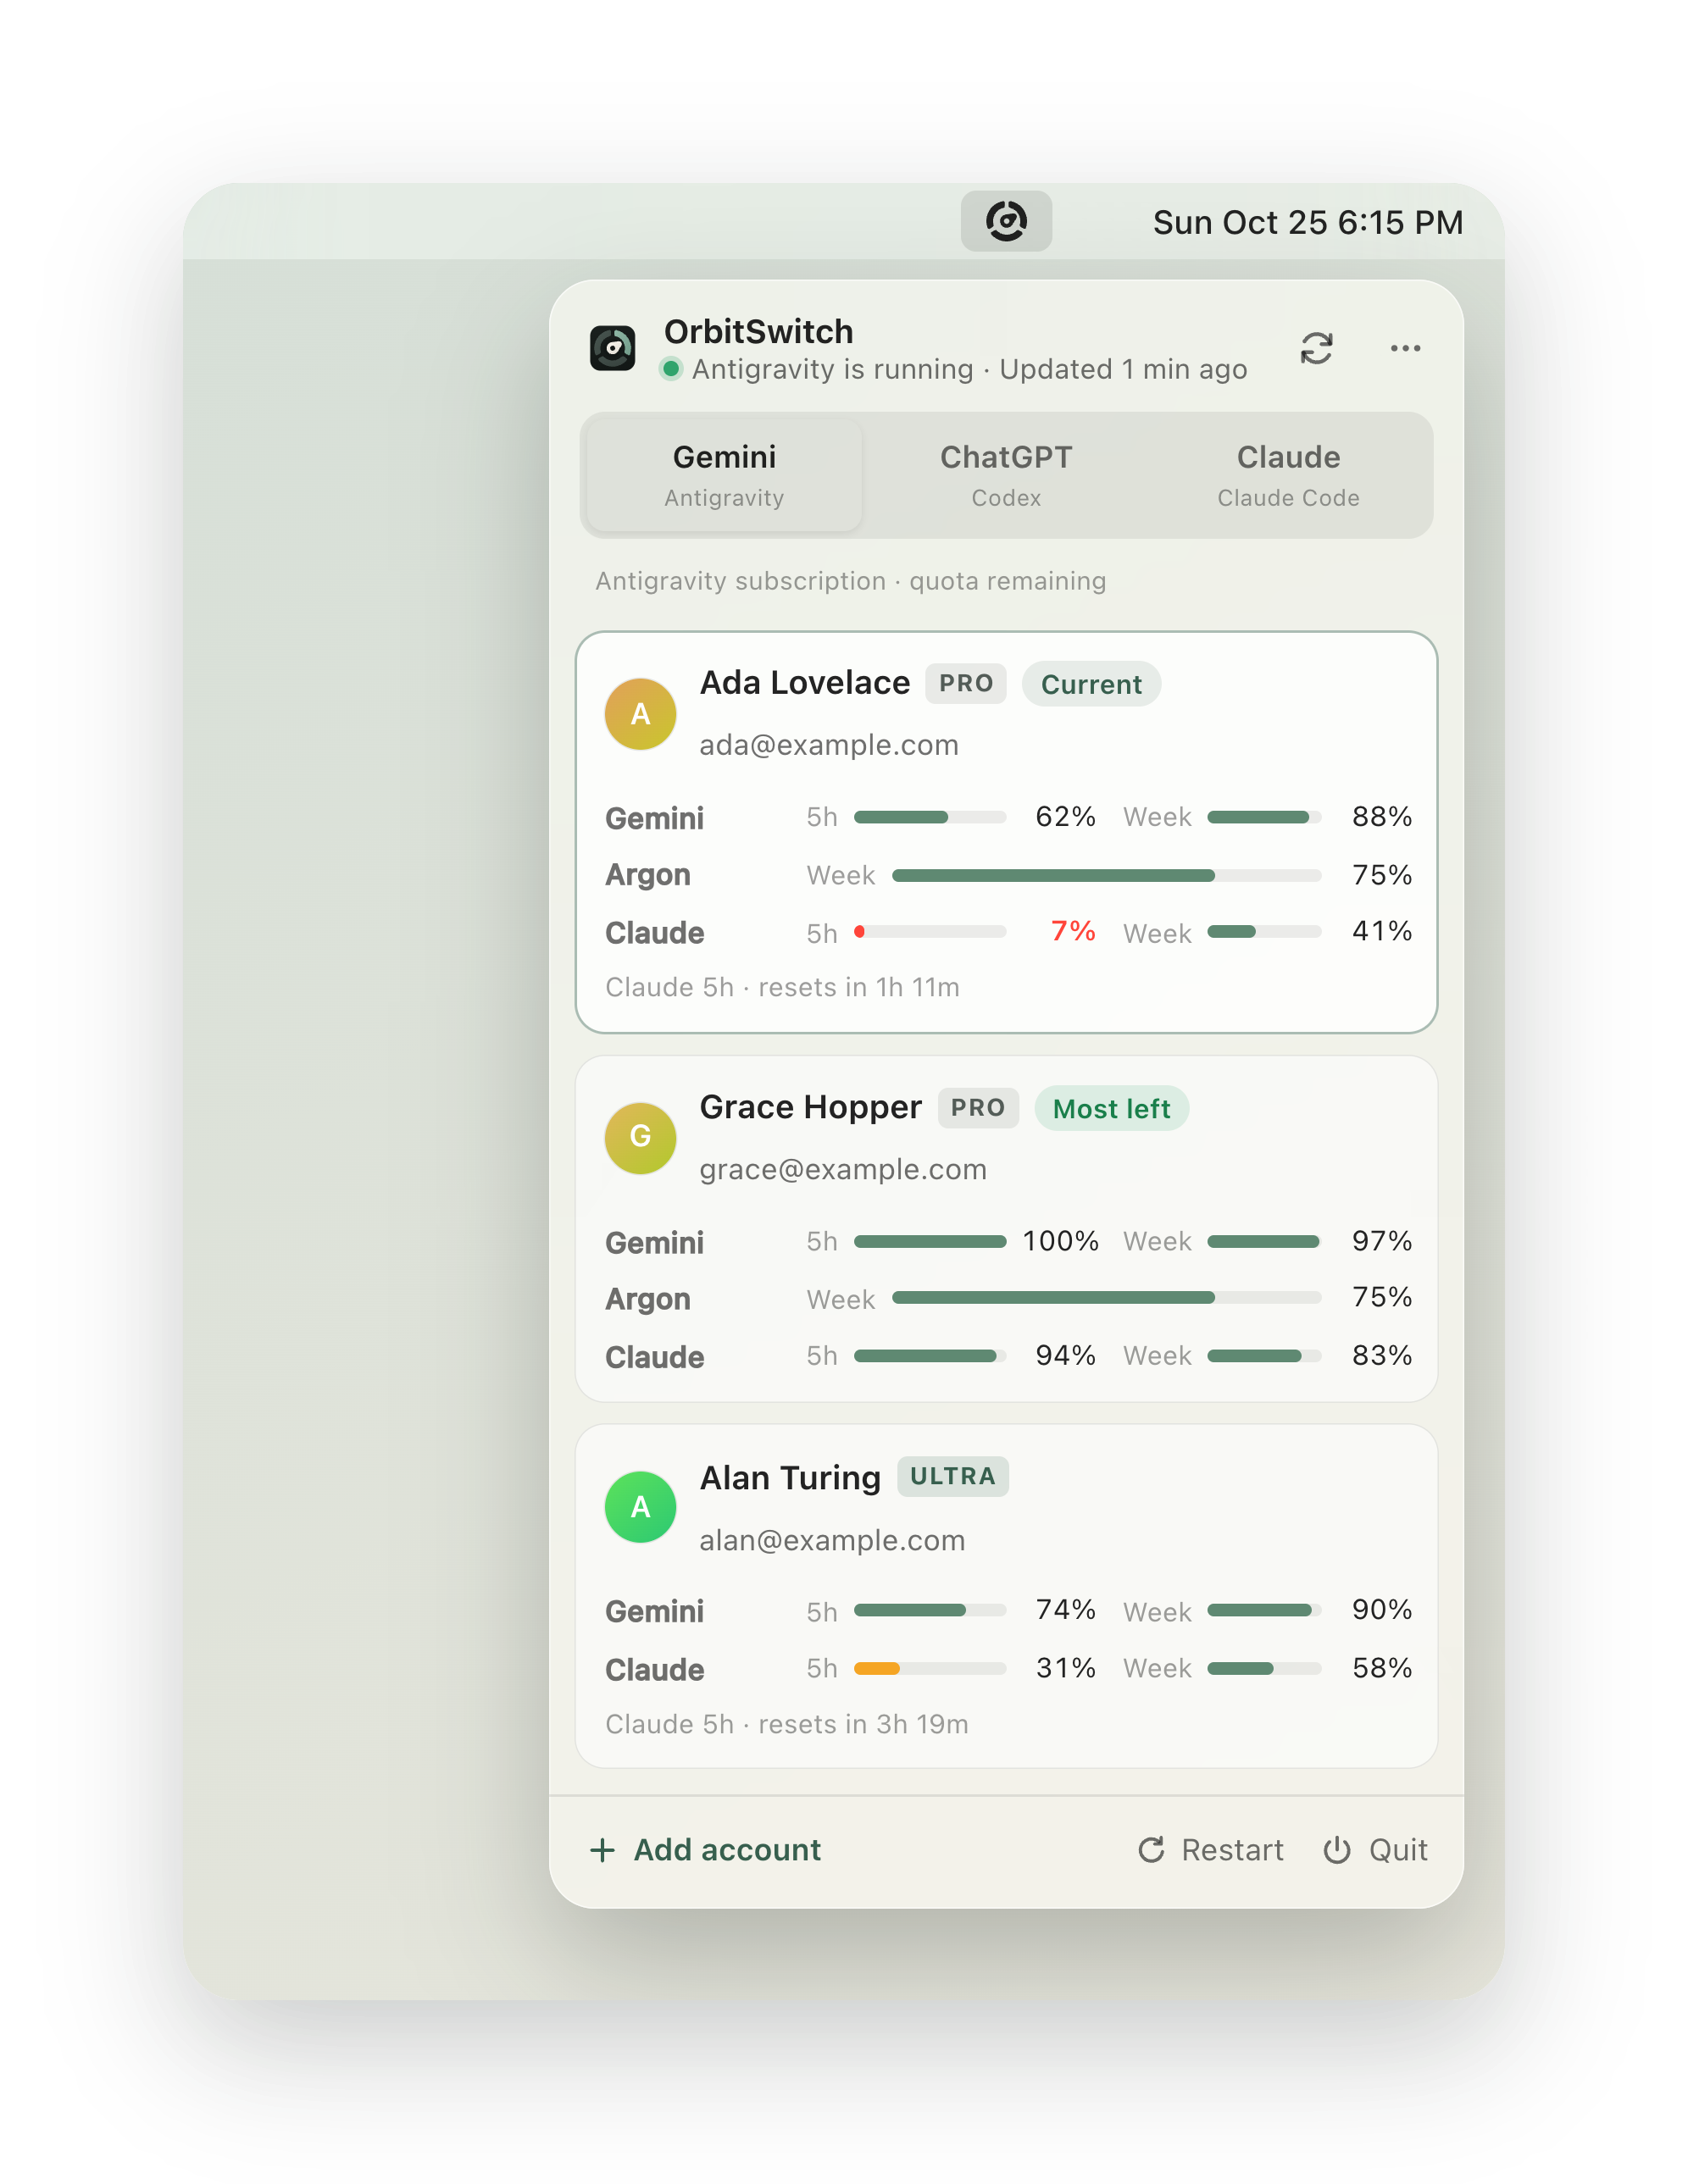 Sun Oct 25 6:15 PM
OrbitSwitch
Antigravity is running · Updated 1 min ago
Gemini ChatGPT Claude
Antigravity Codex Claude Code
Antigravity subscription · quota remaining
A
Ada Lovelace PRO Current
ada@example.com
Gemini 5h 62% Week 88%
Argon Week 75%
Claude 5h 7% Week 41%
Claude 5h · resets in 1h 11m
G
Grace Hopper PRO Most left
grace@example.com
Gemini 5h 100% Week 97%
Argon Week 75%
Claude 5h 94% Week 83%
A
Alan Turing ULTRA
alan@example.com
Gemini 5h 74% Week 90%
Claude 5h 31% Week 58%
Claude 5h · resets in 3h 19m
+ Add account Restart Quit